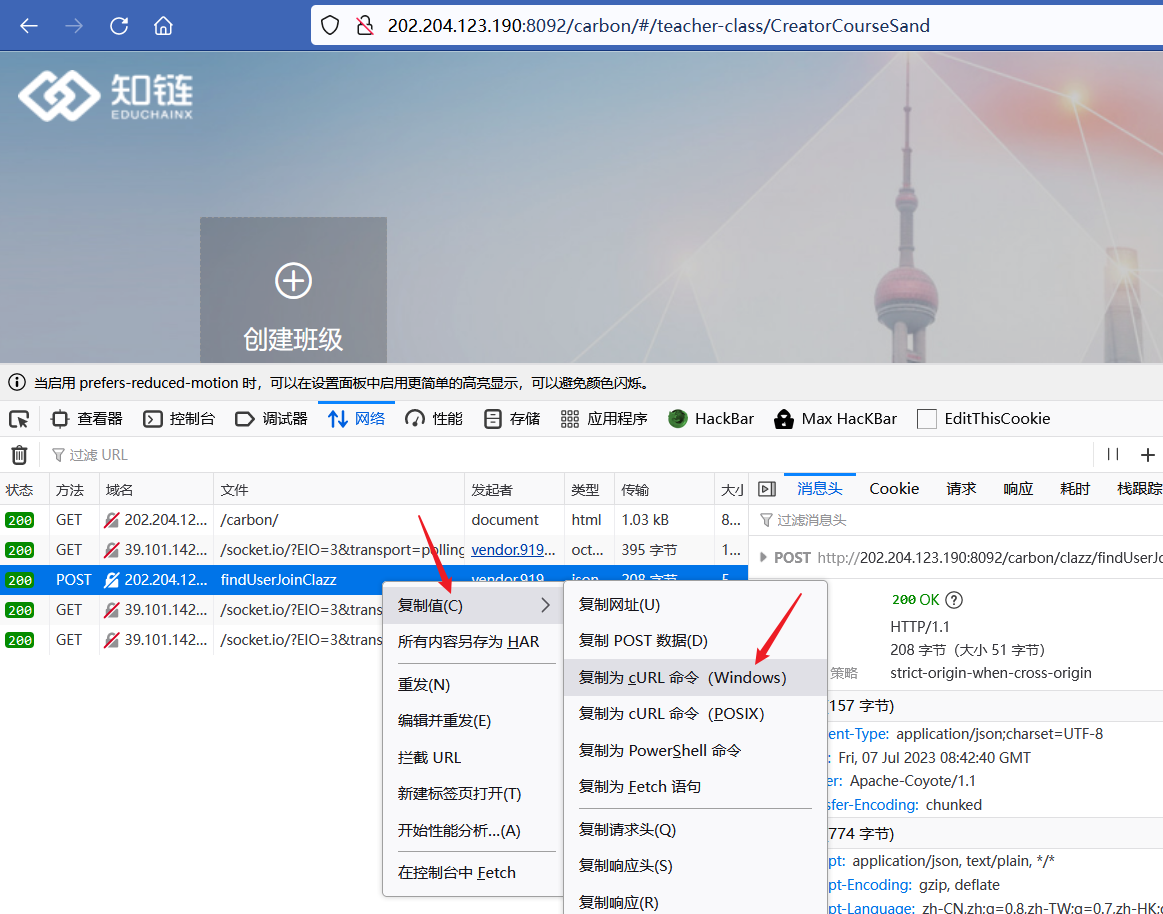 202.204.123.190:8092/carbon/#/teacher-class/CreatorCourseSand
知链
EDUCHAINX
创建班级
当启用 prefers-reduced-motion 时，可以在设置面板中启用更简单的高亮显示，可以避免颜色闪烁。
查看器 控制台 调试器 网络 性能 存储 应用程序 HackBar Max HacKBar EditThisCookie
过滤 URL
状态 方法 域名 文件 发起者 类型 传输 大小
200 GET 202.204.12... /carbon/ document html 1.03 kB 8...
200 GET 39.101.142... /socket.io/?EIO=3&transport=polling vendor.919... oct... 395 字节 1...
200 POST 202.204.12... findUserJoinClazz vendor.919 json 208 字节 5
200 GET 39.101.142... /socket.io/?EIO=3&trans
200 GET 39.101.142... /socket.io/?EIO=3&trans
复制值(C)
所有内容另存为 HAR
重发(N)
编辑并重发(E)
拦截 URL
新建标签页打开(T)
开始性能分析...(A)
在控制台中 Fetch
复制网址(U)
复制 POST 数据(D)
复制为 cURL 命令（Windows）
复制为 cURL 命令（POSIX）
复制为 PowerShell 命令
复制为 Fetch 语句
复制请求头(Q)
复制响应头(S)
复制响应(R)
消息头 Cookie 请求 响应 耗时 栈跟踪
过滤消息头
POST http://202.204.123.190:8092/carbon/clazz/findUserJo
200 OK ?
HTTP/1.1
208 字节（大小 51 字节）
策略 strict-origin-when-cross-origin
157 字节)
ent-Type: application/json;charset=UTF-8
: Fri, 07 Jul 2023 08:42:40 GMT
er: Apache-Coyote/1.1
sfer-Encoding: chunked
774 字节)
pt: application/json, text/plain, */*
pt-Encoding: gzip, deflate
pt-Language: zh-CN,zh;q=0.8,zh-TW;q=0.7,zh-HK;q